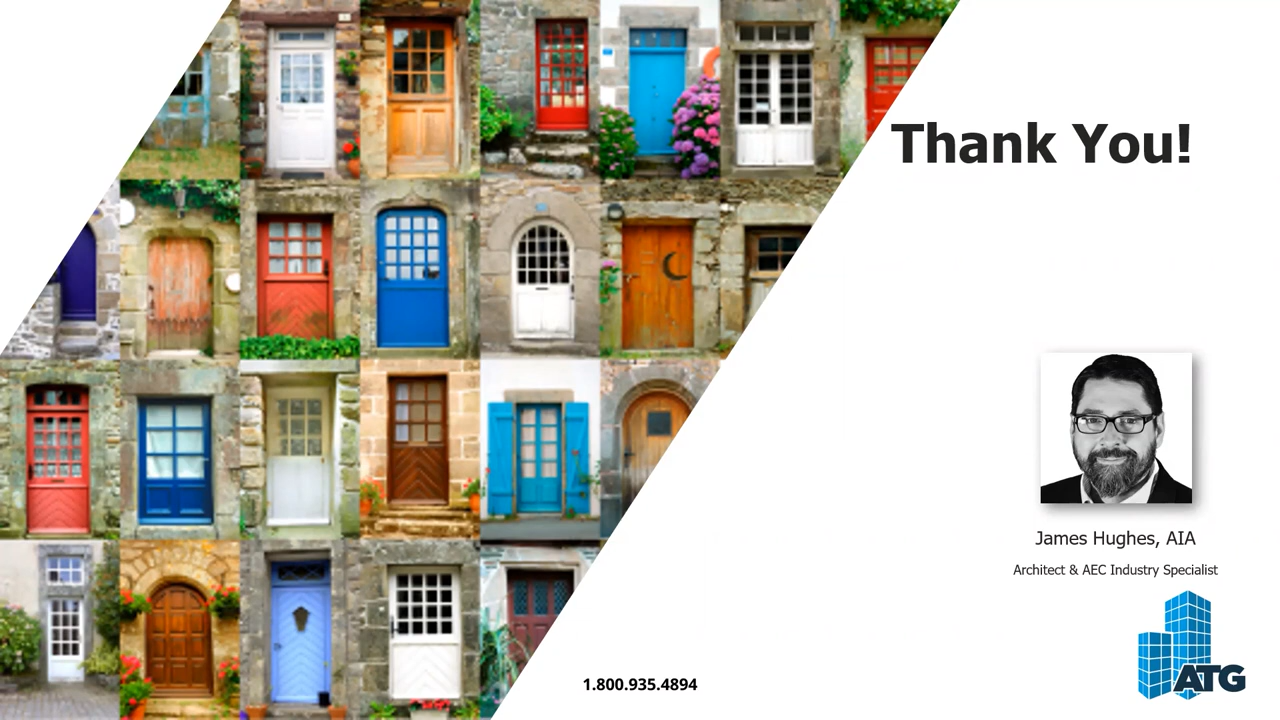 Thank You!
James Hughes, AIA
Architect & AEC Industry Specialist
ATG
1.800.935.4894